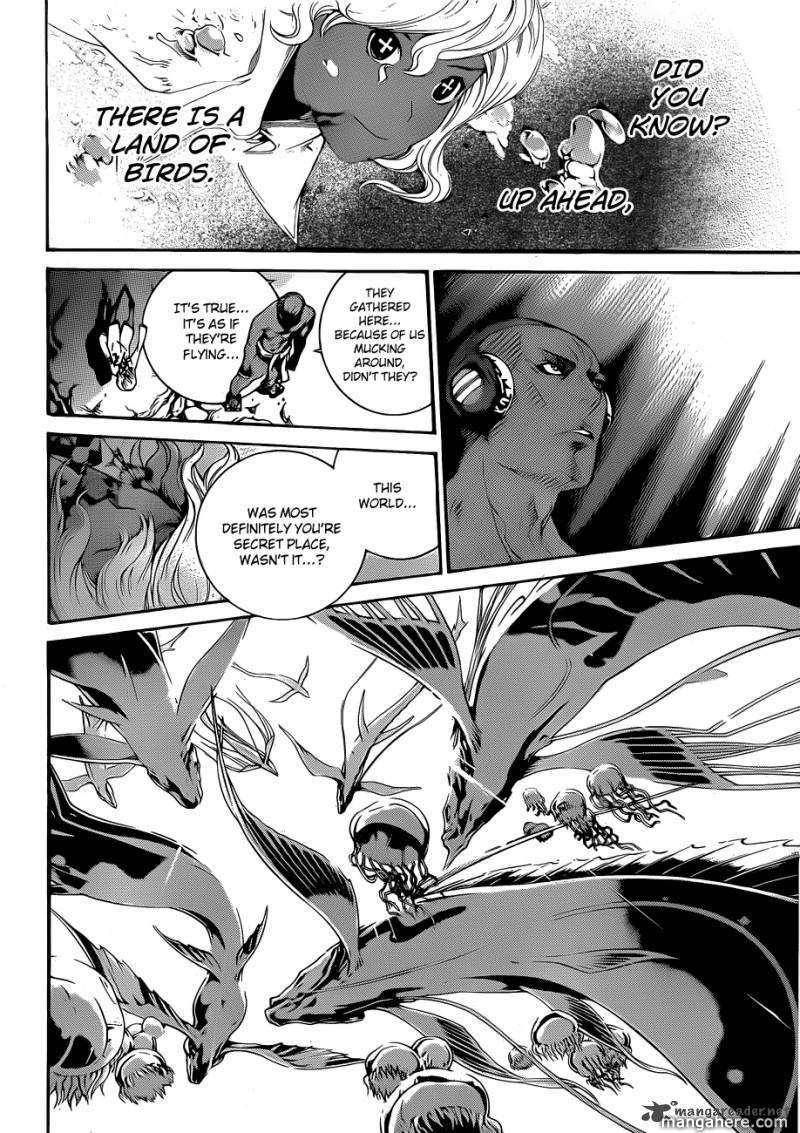 DID
YOU
KNOW?
UP AHEAD,
THERE IS A
LAND OF
BIRDS.
THEY
GATHERED
HERE...
BECAUSE OF US
MUCKING
AROUND,
DIDN'T THEY?
IT'S TRUE...
IT'S AS IF
THEY'RE
FLYING...
THIS
WORLD...
WAS MOST
DEFINITELY YOU'RE
SECRET PLACE,
WASN'T IT...?
mangareader.net
mangahere.com